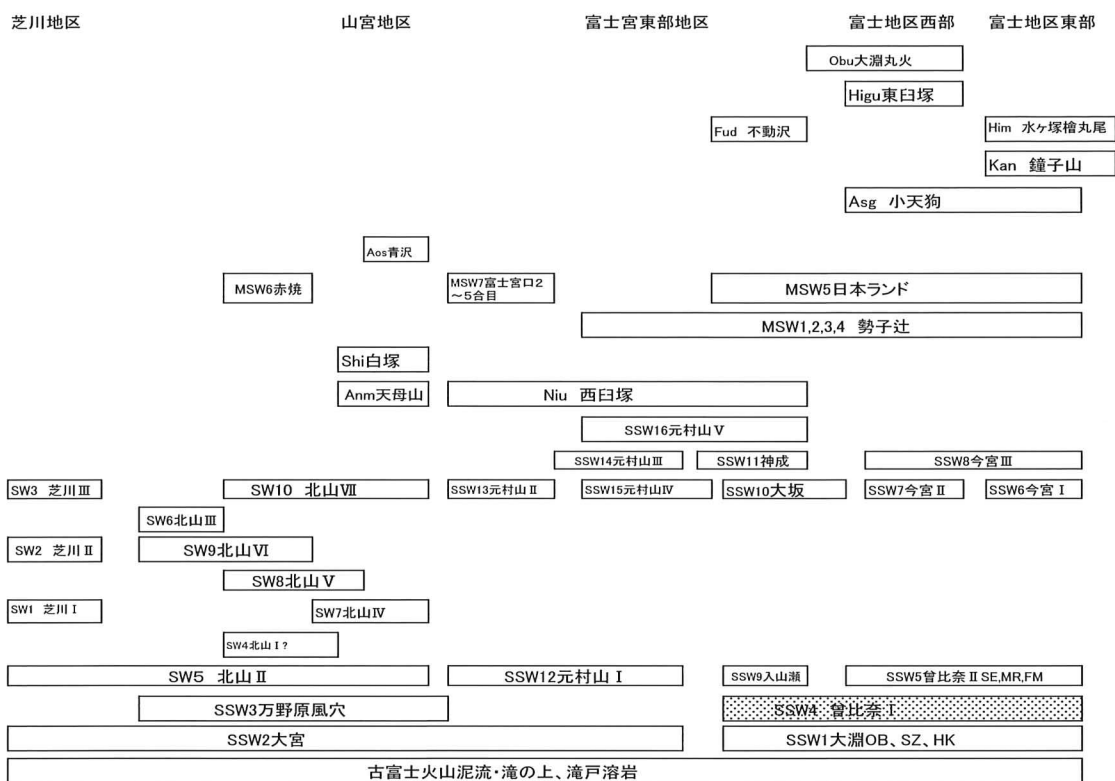 芝川地区 山宮地区 富士宮東部地区 富士地区西部 富士地区東部
Obu大淵丸火
Higu東臼塚
Fud 不動沢 Him 水ヶ塚檜丸尾
Kan 鐘子山
Asg 小天狗
Aos青沢
MSW6赤焼 MSW7富士宮口2
～5合目 MSW5日本ランド
MSW1,2,3,4 勢子辻
Shi白塚
Anm天母山 Niu 西臼塚
SSW16元村山Ⅴ
SSW14元村山Ⅲ SSW11神成 SSW8今宮Ⅲ
SW3 芝川Ⅲ SW10 北山Ⅶ SSW13元村山Ⅱ SSW15元村山Ⅳ SSW10大坂 SSW7今宮Ⅱ SSW6今宮Ⅰ
SW6北山Ⅲ
SW2 芝川Ⅱ SW9北山Ⅵ
SW8北山Ⅴ
SW1 芝川Ⅰ SW7北山Ⅳ
SW4北山Ⅰ?
SW5 北山Ⅱ SSW12元村山Ⅰ SSW9入山瀬 SSW5曾比奈ⅡSE,MR,FM
SSW3万野原風穴 SSW4 曾比奈Ⅰ
SSW2大宮 SSW1大淵OB、SZ、HK
古富士火山泥流・滝の上、滝戸溶岩